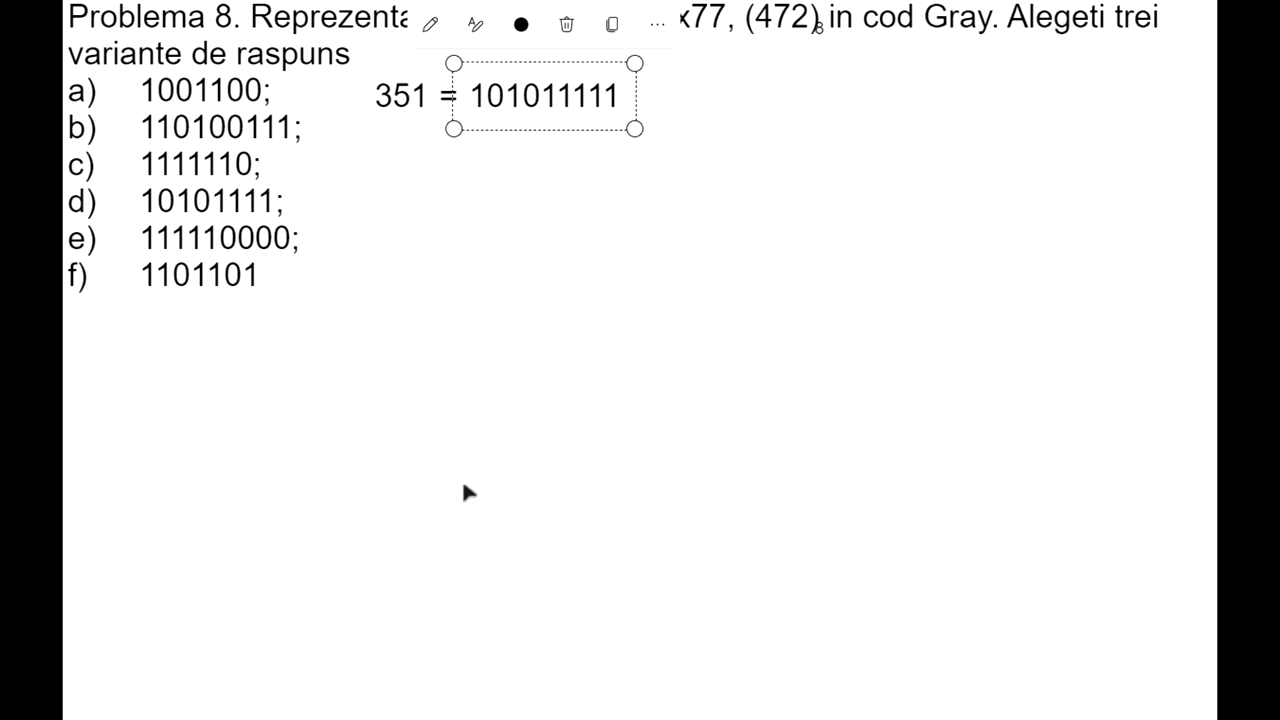 Problema 8. Reprezenta x77, (472)8 in cod Gray. Alegeti trei
variante de raspuns
a) 1001100;
351 = 101011111
b) 110100111;
c) 1111110;
d) 10101111;
e) 111110000;
f) 1101101